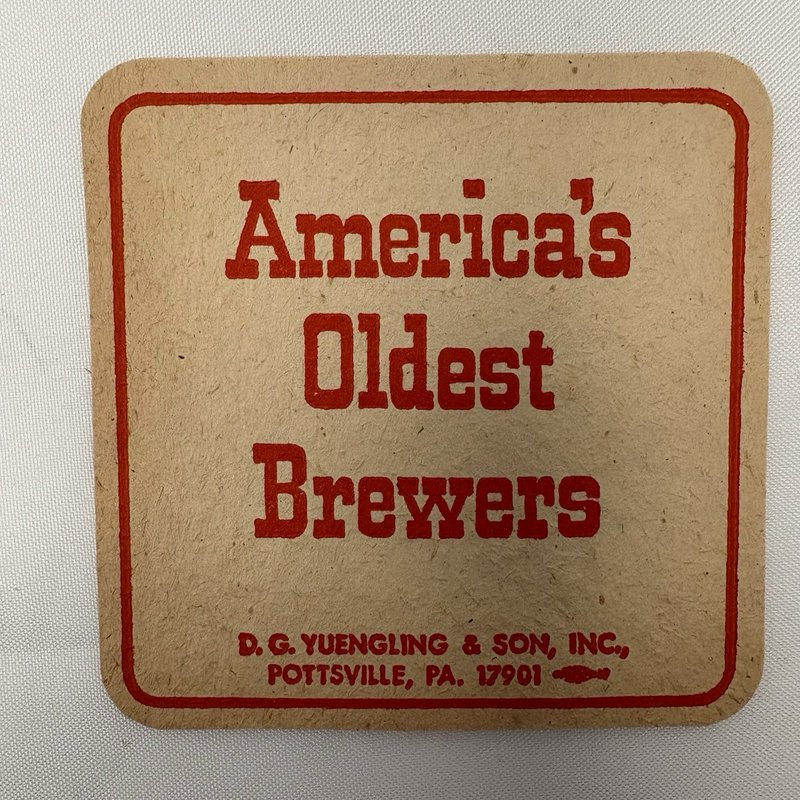 America's
Oldest
Brewers
D. G. YUENGLING & SON, INC.,
POTTSVILLE, PA. 17901